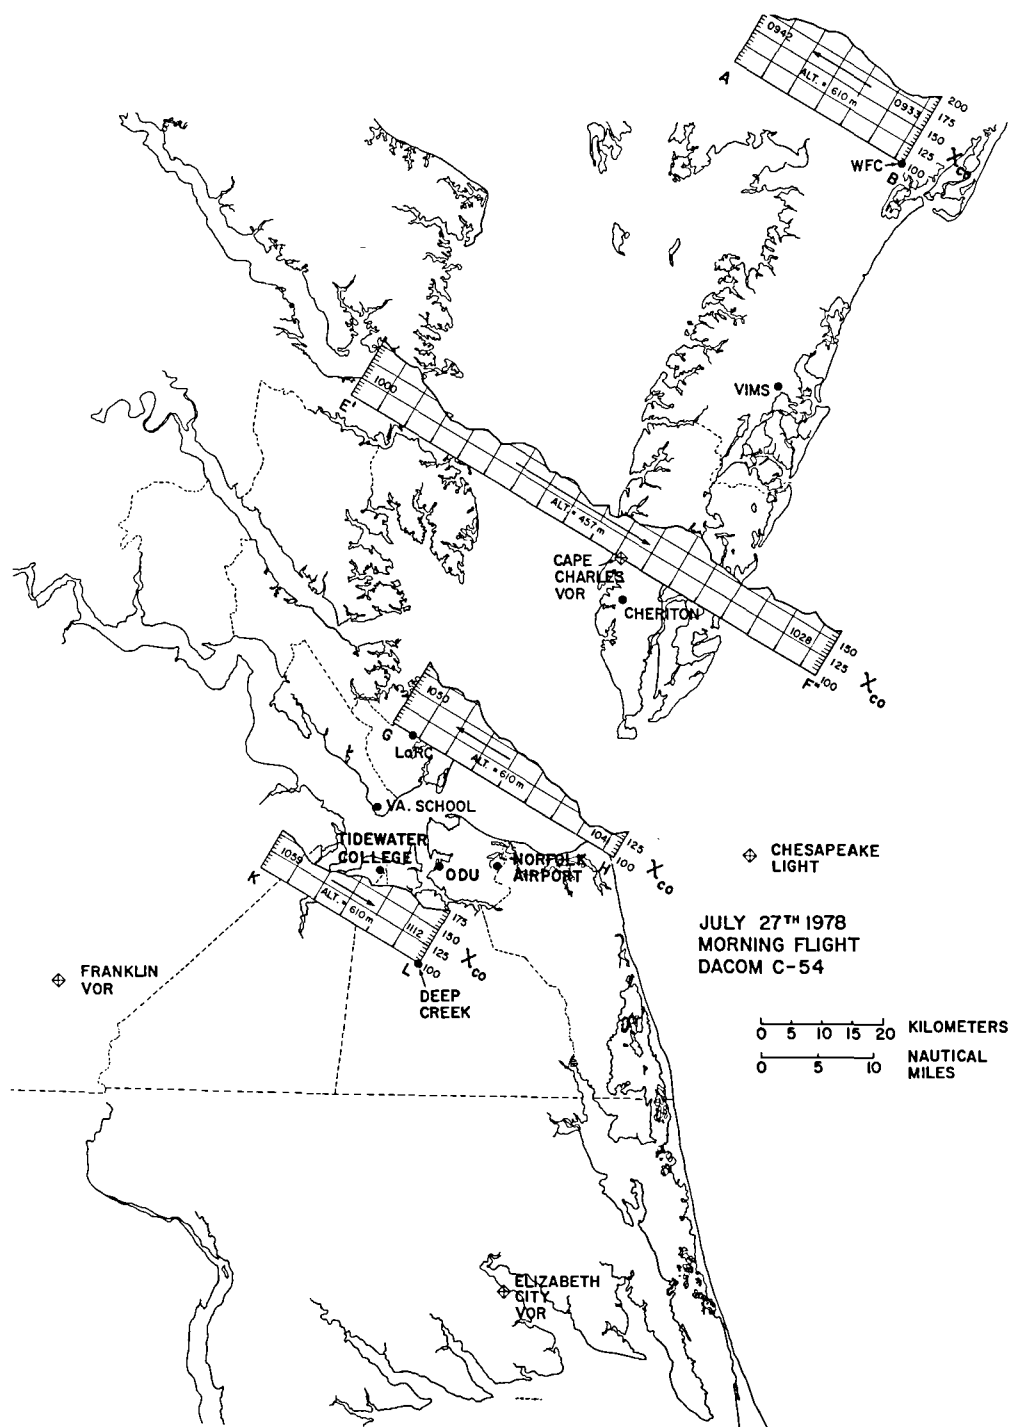 0942
A
ALT. = 610 m
0933
200
175
150
125
100
XCO
WFC
B
VIMS
1000
E'
ALT. = 457 m
CAPE
CHARLES
VOR
CHERITON
1028
150
125
100
F"
XCO
1050
G
LaRC
ALT. = 610 m
104
125
100
H
XCO
VA. SCHOOL
TIDEWATER
COLLEGE
ODU
NORFOLK
AIRPORT
CHESAPEAKE
LIGHT
1059
K
ALT. = 610 m
1112
175
150
125
100
L
XCO
DEEP
CREEK
FRANKLIN
VOR
JULY 27TH 1978
MORNING FLIGHT
DACOM C-54
0 5 10 15 20 KILOMETERS
0 5 10 NAUTICAL
MILES
ELIZABETH
CITY
VOR